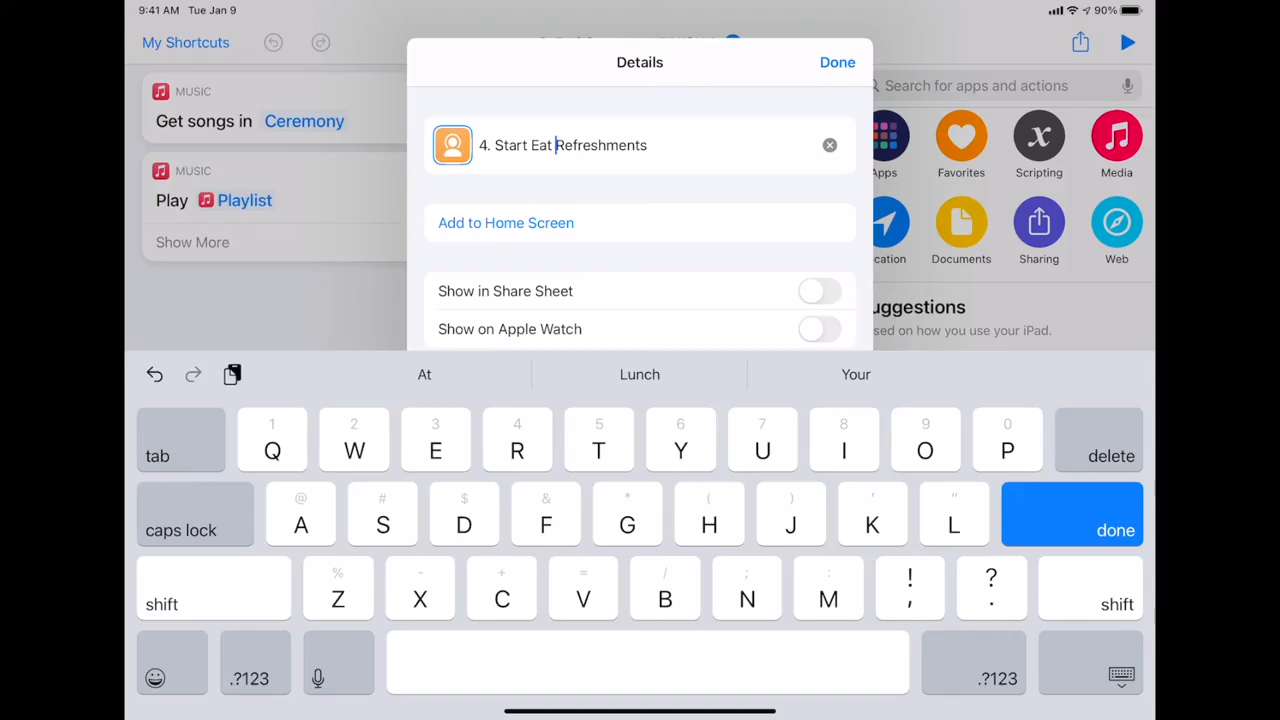 9:41 AM Tue Jan 9
90%
My Shortcuts
MUSIC
Get songs in Ceremony
MUSIC
Play Playlist
Show More
Details
Done
4. Start Eat Refreshments
Add to Home Screen
Show in Share Sheet
Show on Apple Watch
Search for apps and actions
Apps
Favorites
Scripting
Media
cation
Documents
Sharing
Web
uggestions
sed on how you use your iPad.
At
Lunch
Your
tab
1 2 3 4 5 6 7 8 9 0
Q W E R T Y U I O P
delete
@ # $ & * ( ) ' "
caps lock
A S D F G H J K L
done
% - + = / ; :
shift
Z X C V B N M ! , ? .
shift
.?123
.?123